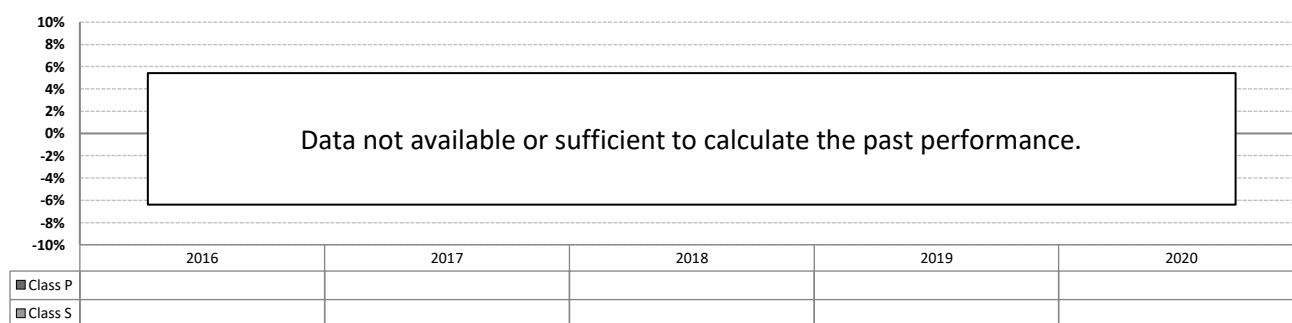 10%
8%
6%
4%
2%
0%
-2%
-4%
-6%
-8%
-10%
Data not available or sufficient to calculate the past performance.
2016 2017 2018 2019 2020
Class P
Class S